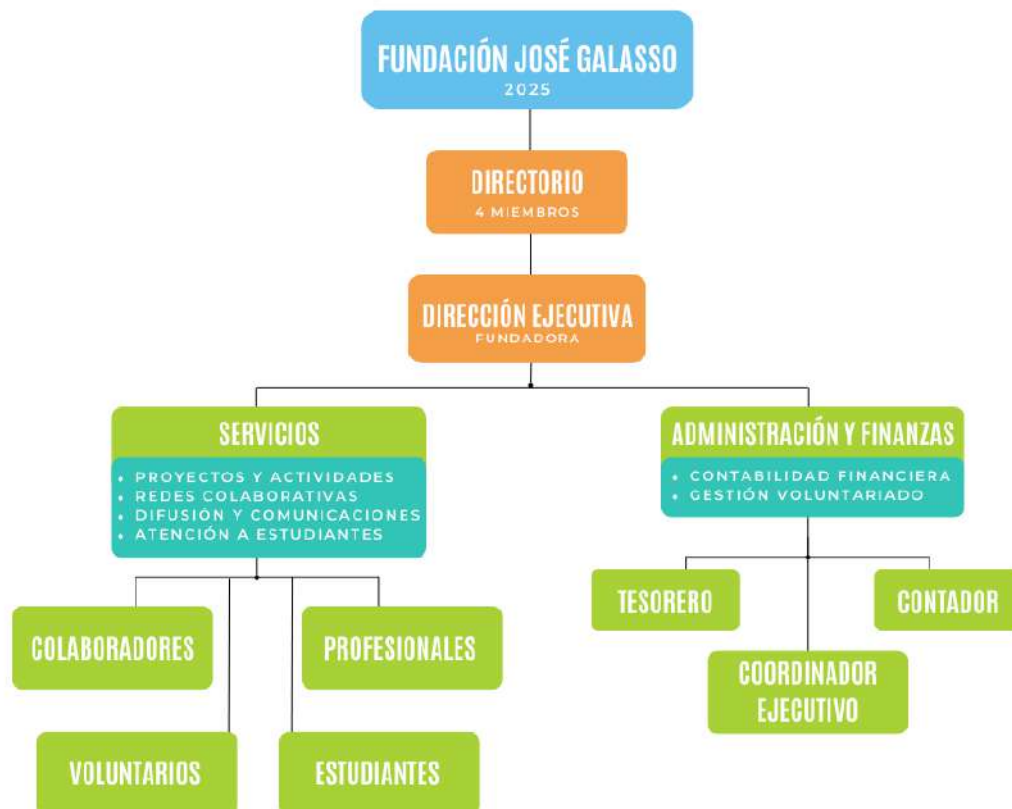 FUNDACIÓN JOSÉ GALASSO
2025
DIRECTORIO
4 MIEMBROS
DIRECCIÓN EJECUTIVA
FUNDADORA
SERVICIOS
• PROYECTOS Y ACTIVIDADES
• REDES COLABORATIVAS
• DIFUSIÓN Y COMUNICACIONES
• ATENCIÓN A ESTUDIANTES
ADMINISTRACIÓN Y FINANZAS
• CONTABILIDAD FINANCIERA
• GESTIÓN VOLUNTARIADO
COLABORADORES
PROFESIONALES
VOLUNTARIOS
ESTUDIANTES
TESORERO
CONTADOR
COORDINADOR
EJECUTIVO